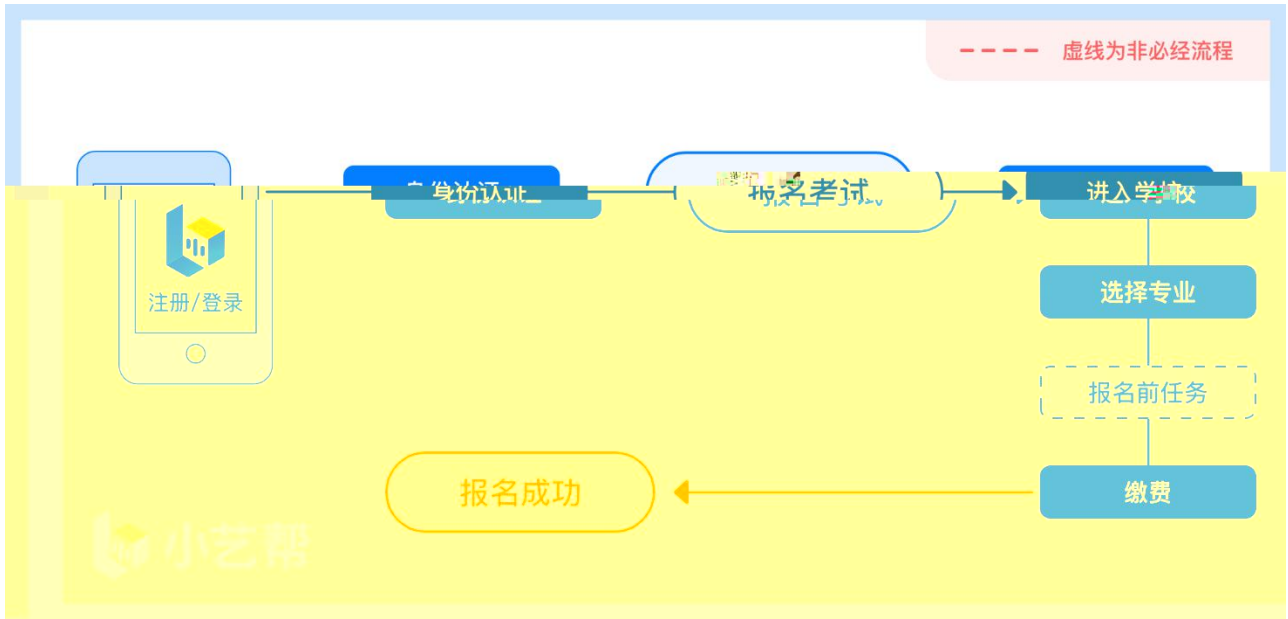 虚线为非必经流程
身份认证
报名考试
进入学校
注册/登录
选择专业
报名前任务
报名成功
缴费
小艺帮